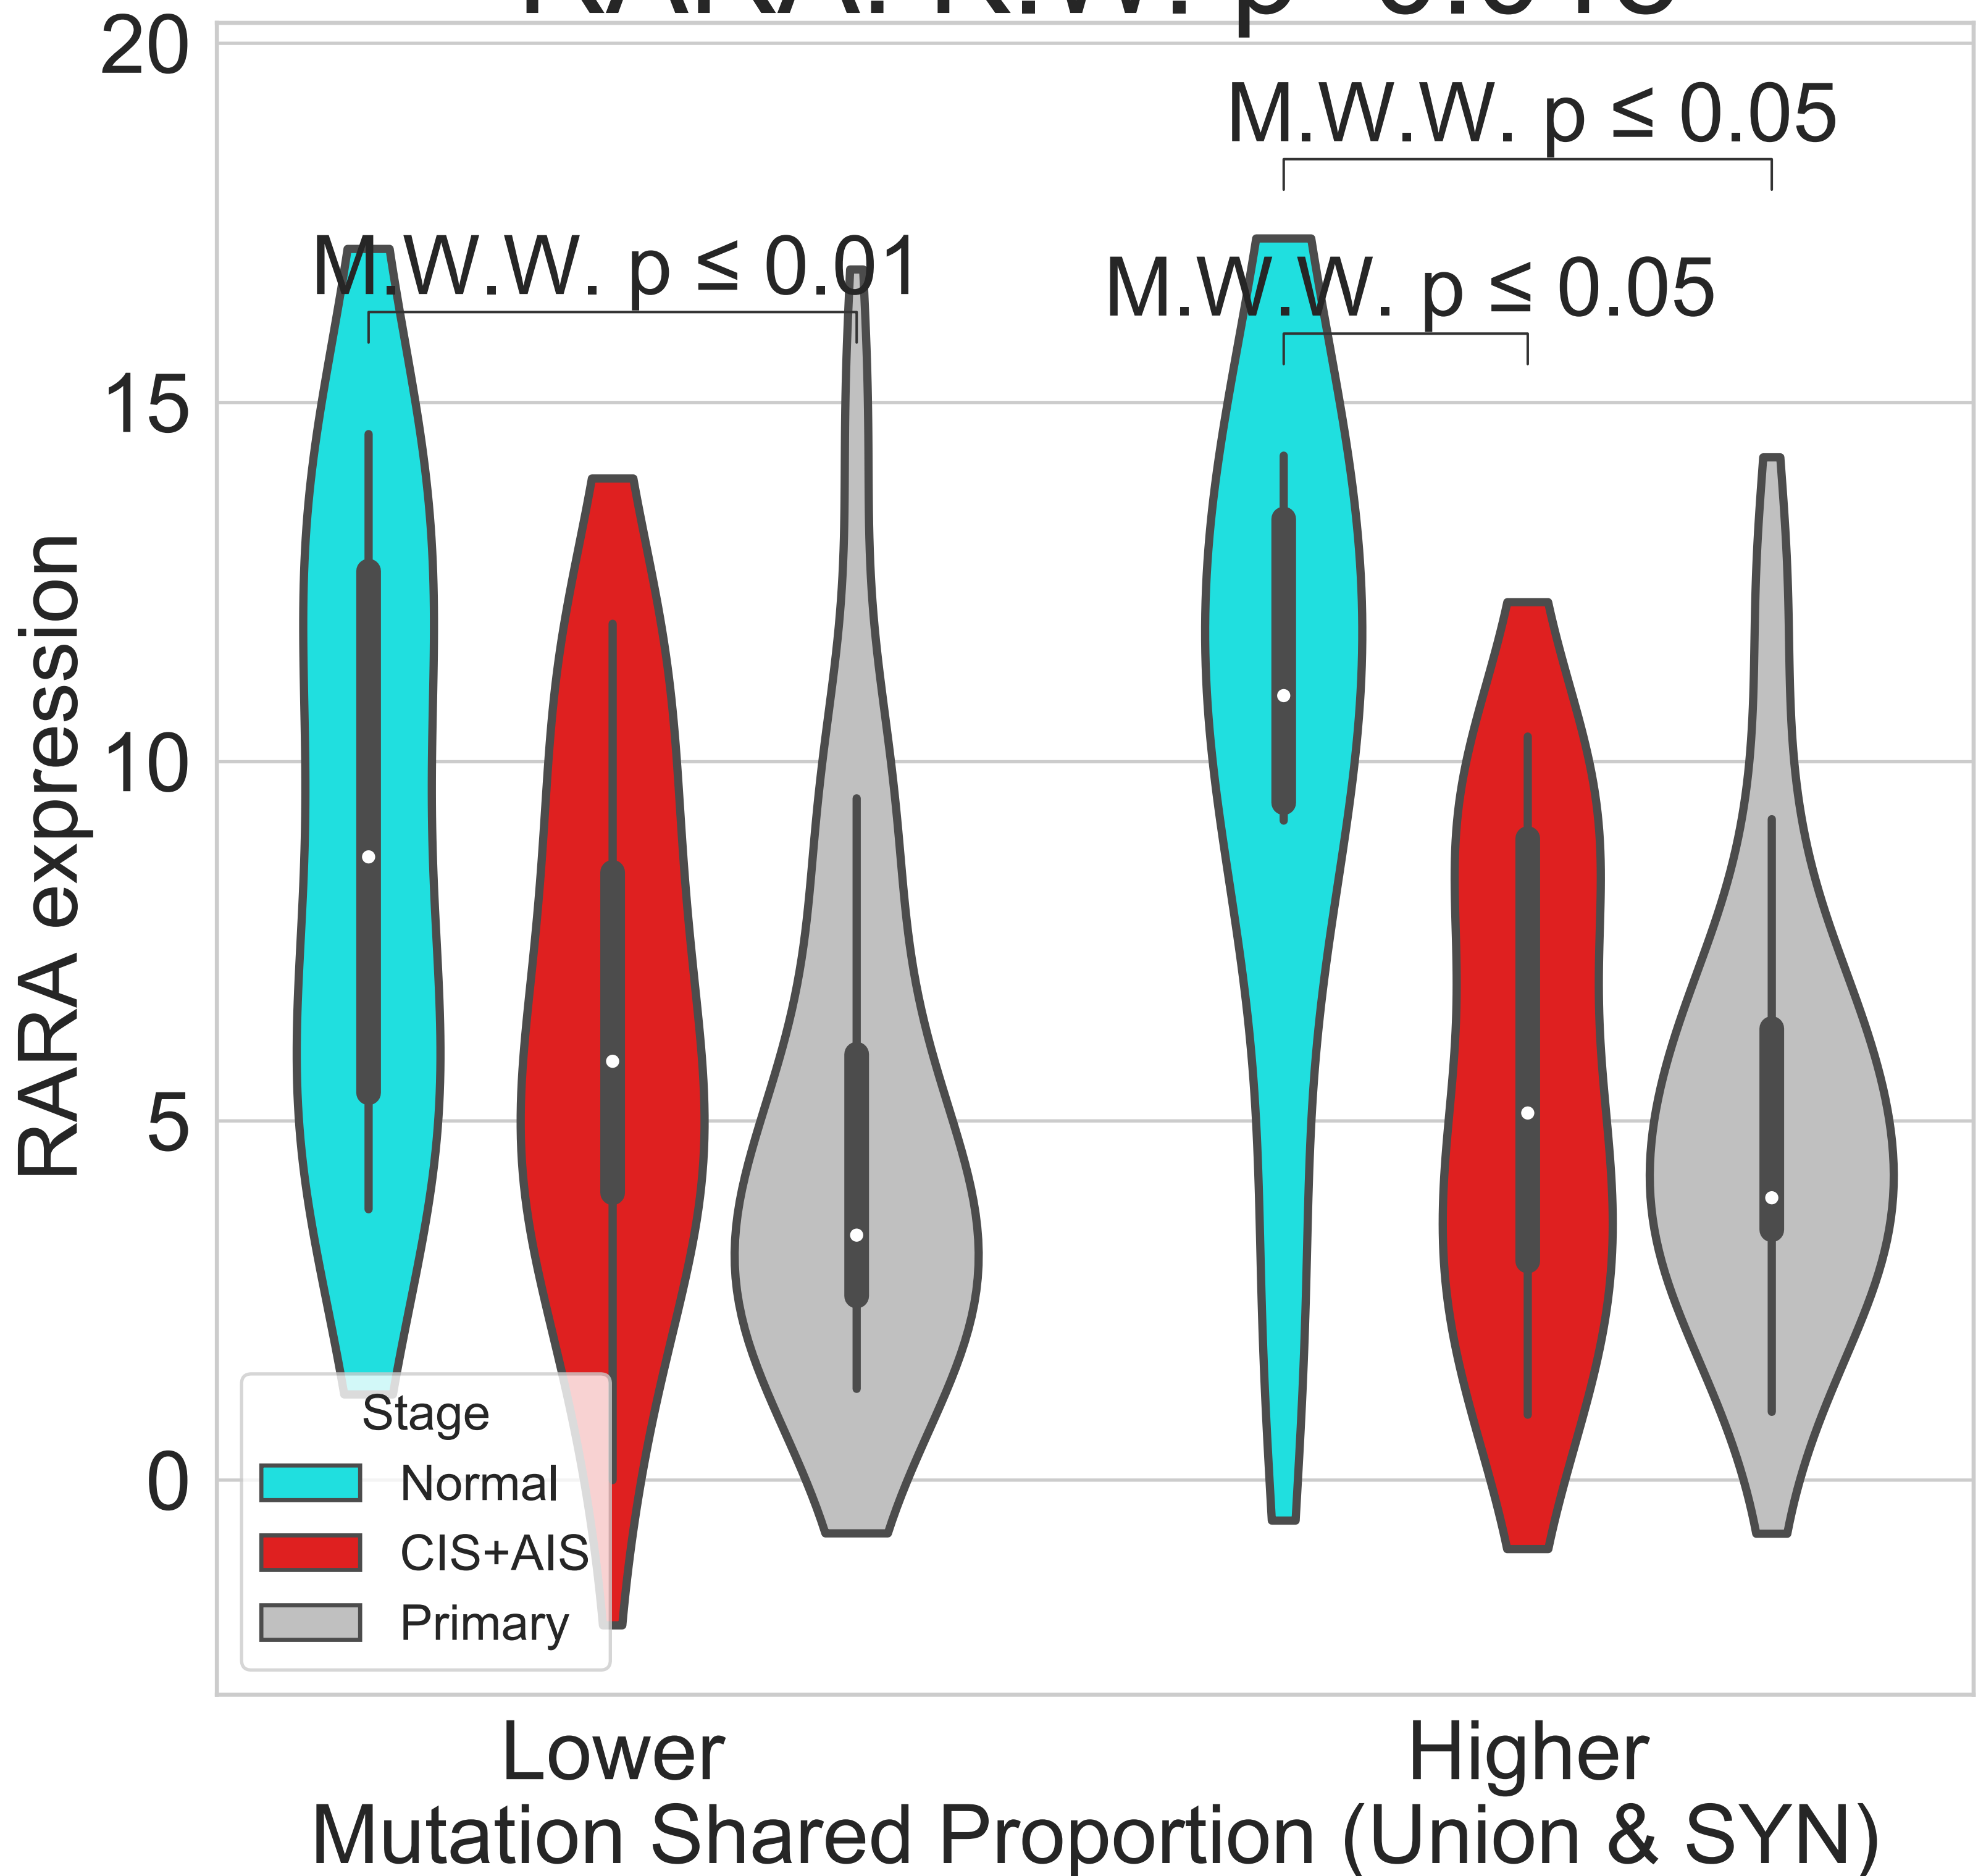 20
M.W.W. p ≤ 0.05
M.W.W. p ≤ 0.01
M.W.W. p ≤ 0.05
15
10
5
0
RARA expression
Stage
Normal
CIS+AIS
Primary
Lower
Higher
Mutation Shared Proportion (Union & SYN)